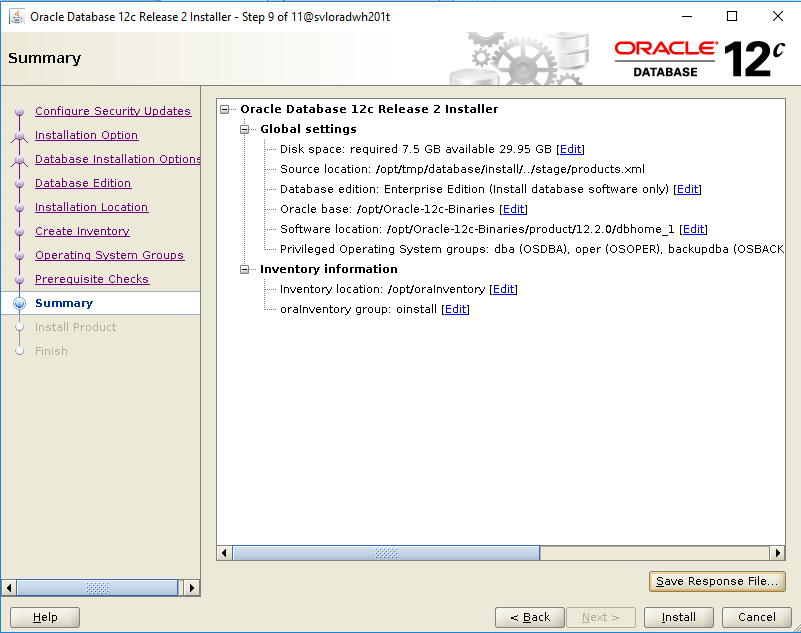 Oracle Database 12c Release 2 Installer - Step 9 of 11@svloradwh201t
Summary
ORACLE
DATABASE
12c
Configure Security Updates
Installation Option
Database Installation Options
Database Edition
Installation Location
Create Inventory
Operating System Groups
Prerequisite Checks
Summary
Install Product
Finish
Oracle Database 12c Release 2 Installer
Global settings
Disk space: required 7.5 GB available 29.95 GB [Edit]
Source location: /opt/tmp/database/install/../stage/products.xml
Database edition: Enterprise Edition (Install database software only) [Edit]
Oracle base: /opt/Oracle-12c-Binaries [Edit]
Software location: /opt/Oracle-12c-Binaries/product/12.2.0/dbhome_1 [Edit]
Privileged Operating System groups: dba (OSDBA), oper (OSOPER), backupdba (OSBACK
Inventory information
Inventory location: /opt/oraInventory [Edit]
oraInventory group: oinstall [Edit]
Save Response File...
Help
< Back
Next >
Install
Cancel